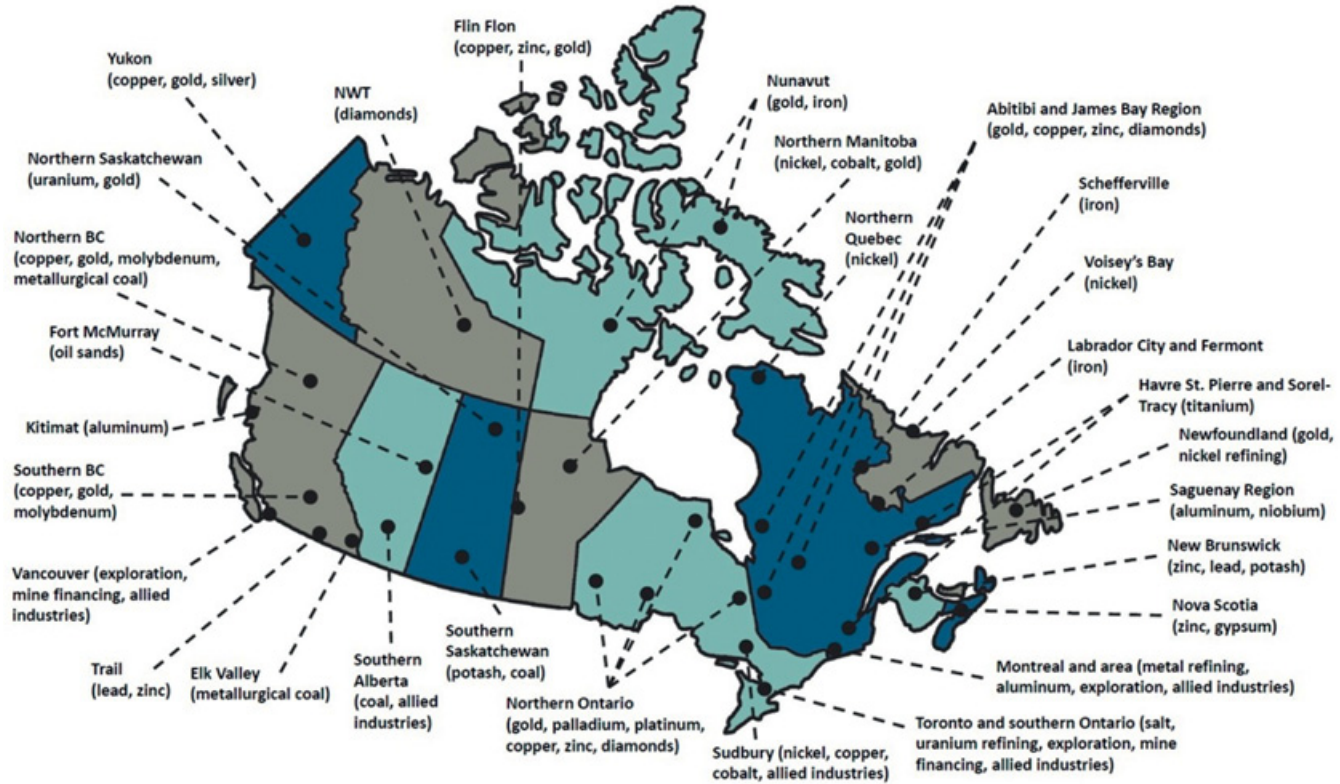 Flin Flon
(copper, zinc, gold)
Yukon
(copper, gold, silver)
NWT
(diamonds)
Nunavut
(gold, iron)
Abitibi and James Bay Region
(gold, copper, zinc, diamonds)
Northern Manitoba
(nickel, cobalt, gold)
Northern Saskatchewan
(uranium, gold)
Schefferville
(iron)
Northern
Quebec
(nickel)
Northern BC
(copper, gold, molybdenum,
metallurgical coal)
Voisey's Bay
(nickel)
Fort McMurray
(oil sands)
Labrador City and Fermont
(iron)
Havre St. Pierre and Sorel-
Tracy (titanium)
Kitimat (aluminum)
Newfoundland (gold,
nickel refining)
Southern BC
(copper, gold,
molybdenum)
Saguenay Region
(aluminum, niobium)
New Brunswick
(zinc, lead, potash)
Vancouver (exploration,
mine financing, allied
industries)
Nova Scotia
(zinc, gypsum)
Trail
(lead, zinc)
Elk Valley
(metallurgical coal)
Southern
Alberta
(coal, allied
industries)
Southern
Saskatchewan
(potash, coal)
Northern Ontario
(gold, palladium, platinum,
copper, zinc, diamonds)
Montreal and area (metal refining,
aluminum, exploration, allied industries)
Sudbury (nickel, copper,
cobalt, allied industries)
Toronto and southern Ontario (salt,
uranium refining, exploration, mine
financing, allied industries)